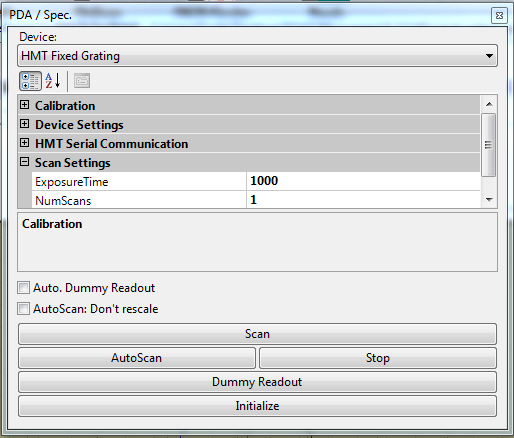 PDA / Spec.
Device:
HMT Fixed Grating
Calibration
Device Settings
HMT Serial Communication
Scan Settings
ExposureTime 1000
NumScans 1
Calibration
Auto. Dummy Readout
AutoScan: Don't rescale
Scan
AutoScan Stop
Dummy Readout
Initialize